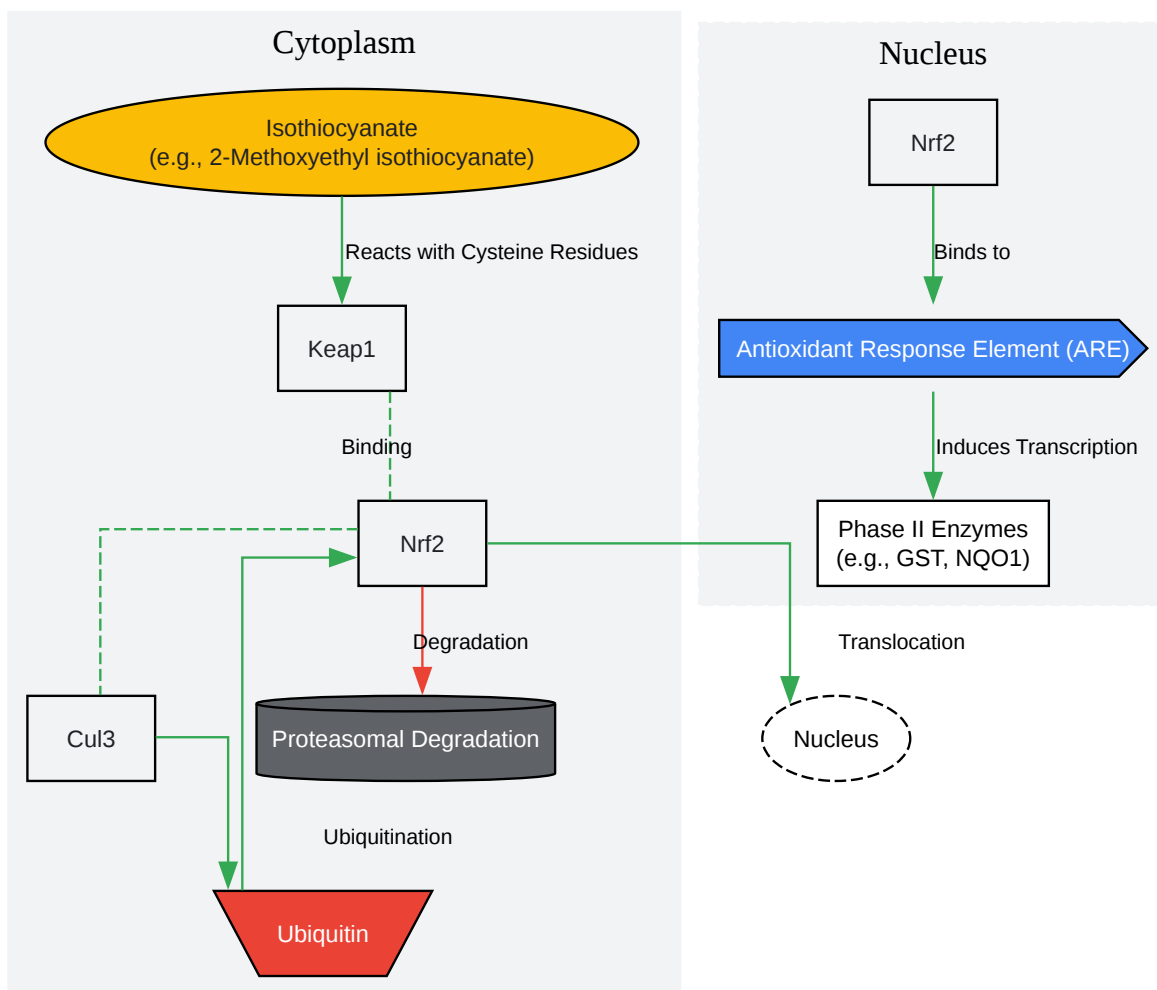 Cytoplasm
Isothiocyanate
(e.g., 2-Methoxyethyl isothiocyanate)
Reacts with Cysteine Residues
Keap1
Binding
Nrf2
Degradation
Cul3
Proteasomal Degradation
Ubiquitination
Ubiquitin
Nucleus
Nrf2
Binds to
Antioxidant Response Element (ARE)
Induces Transcription
Phase II Enzymes
(e.g., GST, NQO1)
Translocation
Nucleus